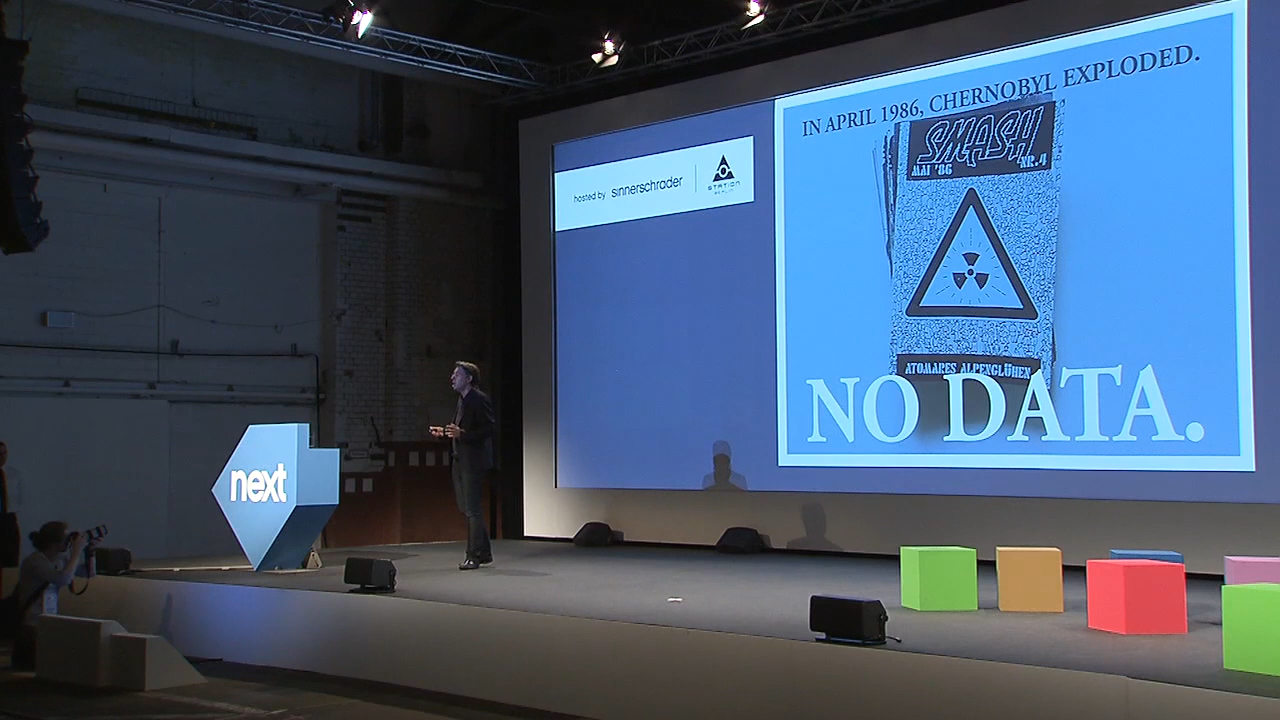 IN APRIL 1986, CHERNOBYL EXPLODED.
SMASH
MAI '86 NR.4
ATOMARES ALPENGLÜHEN
NO DATA.
hosted by sinnerschrader
STATION
BERLIN
next